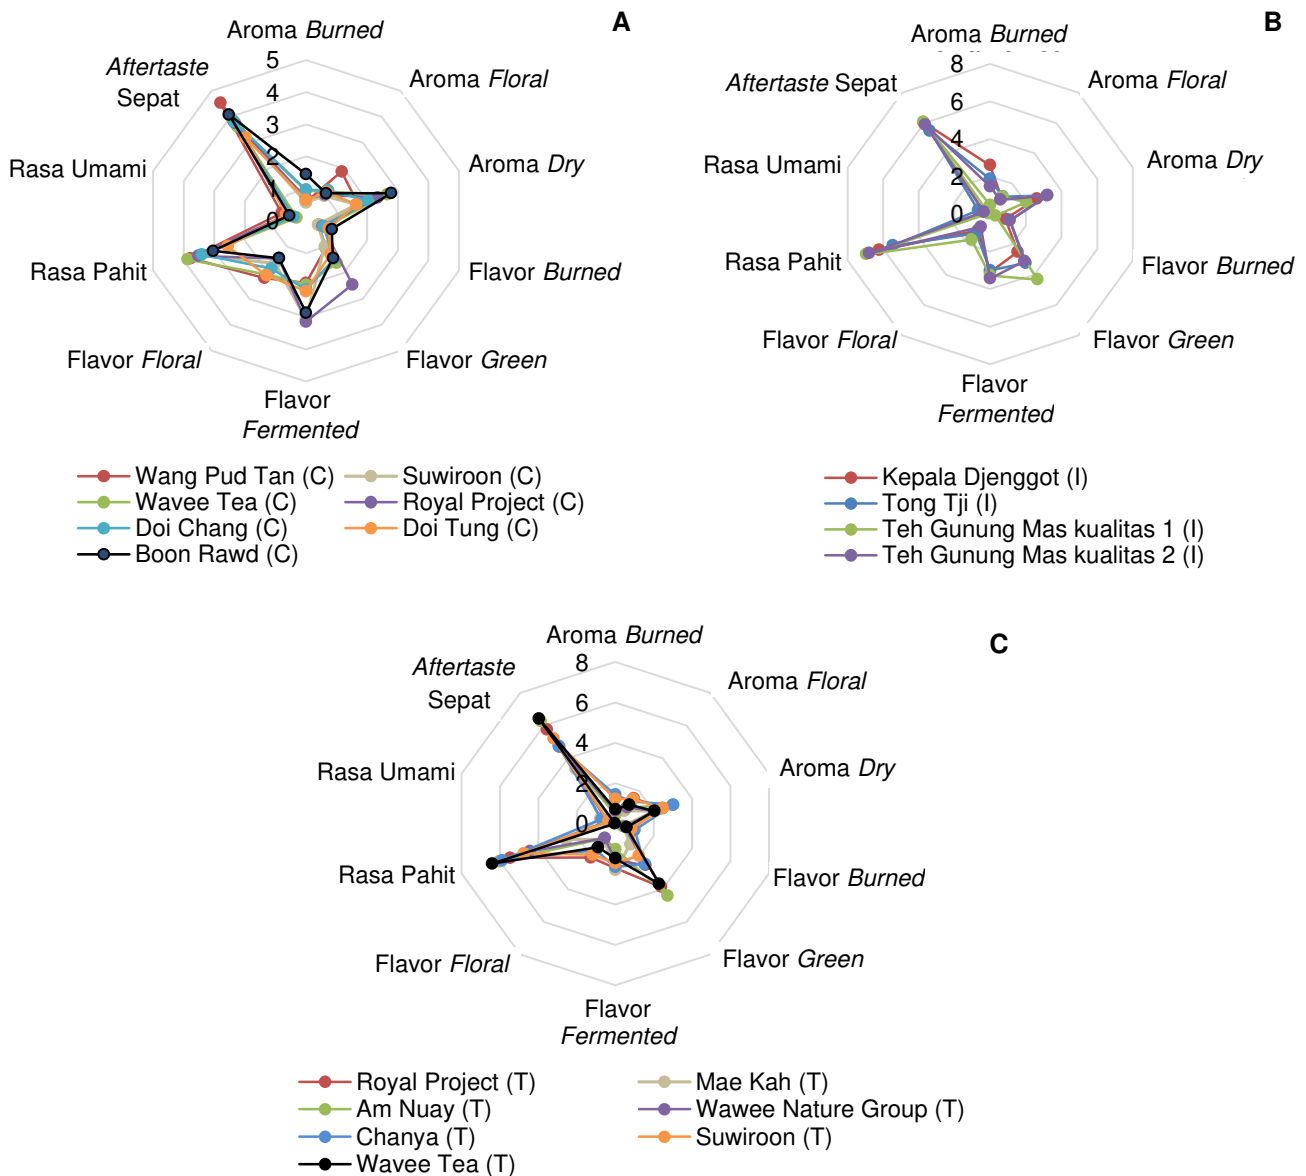 A
Aroma Burned
Aroma Floral
Aroma Dry
Flavor Burned
Flavor Green
Flavor
Fermented
Flavor Floral
Rasa Pahit
Rasa Umami
Aftertaste
Sepat
5
4
3
2
1
0
Wang Pud Tan (C)
Suwiroon (C)
Wavee Tea (C)
Royal Project (C)
Doi Chang (C)
Doi Tung (C)
Boon Rawd (C)
B
Aroma Burned
Aroma Floral
Aroma Dry
Flavor Burned
Flavor Green
Flavor
Fermented
Flavor Floral
Rasa Pahit
Rasa Umami
Aftertaste Sepat
8
6
4
2
0
Kepala Djenggot (I)
Tong Tji (I)
Teh Gunung Mas kualitas 1 (I)
Teh Gunung Mas kualitas 2 (I)
C
Aroma Burned
Aroma Floral
Aroma Dry
Flavor Burned
Flavor Green
Flavor
Fermented
Flavor Floral
Rasa Pahit
Rasa Umami
Aftertaste
Sepat
8
6
4
2
0
Royal Project (T)
Mae Kah (T)
Am Nuay (T)
Wawee Nature Group (T)
Chanya (T)
Suwiroon (T)
Wavee Tea (T)